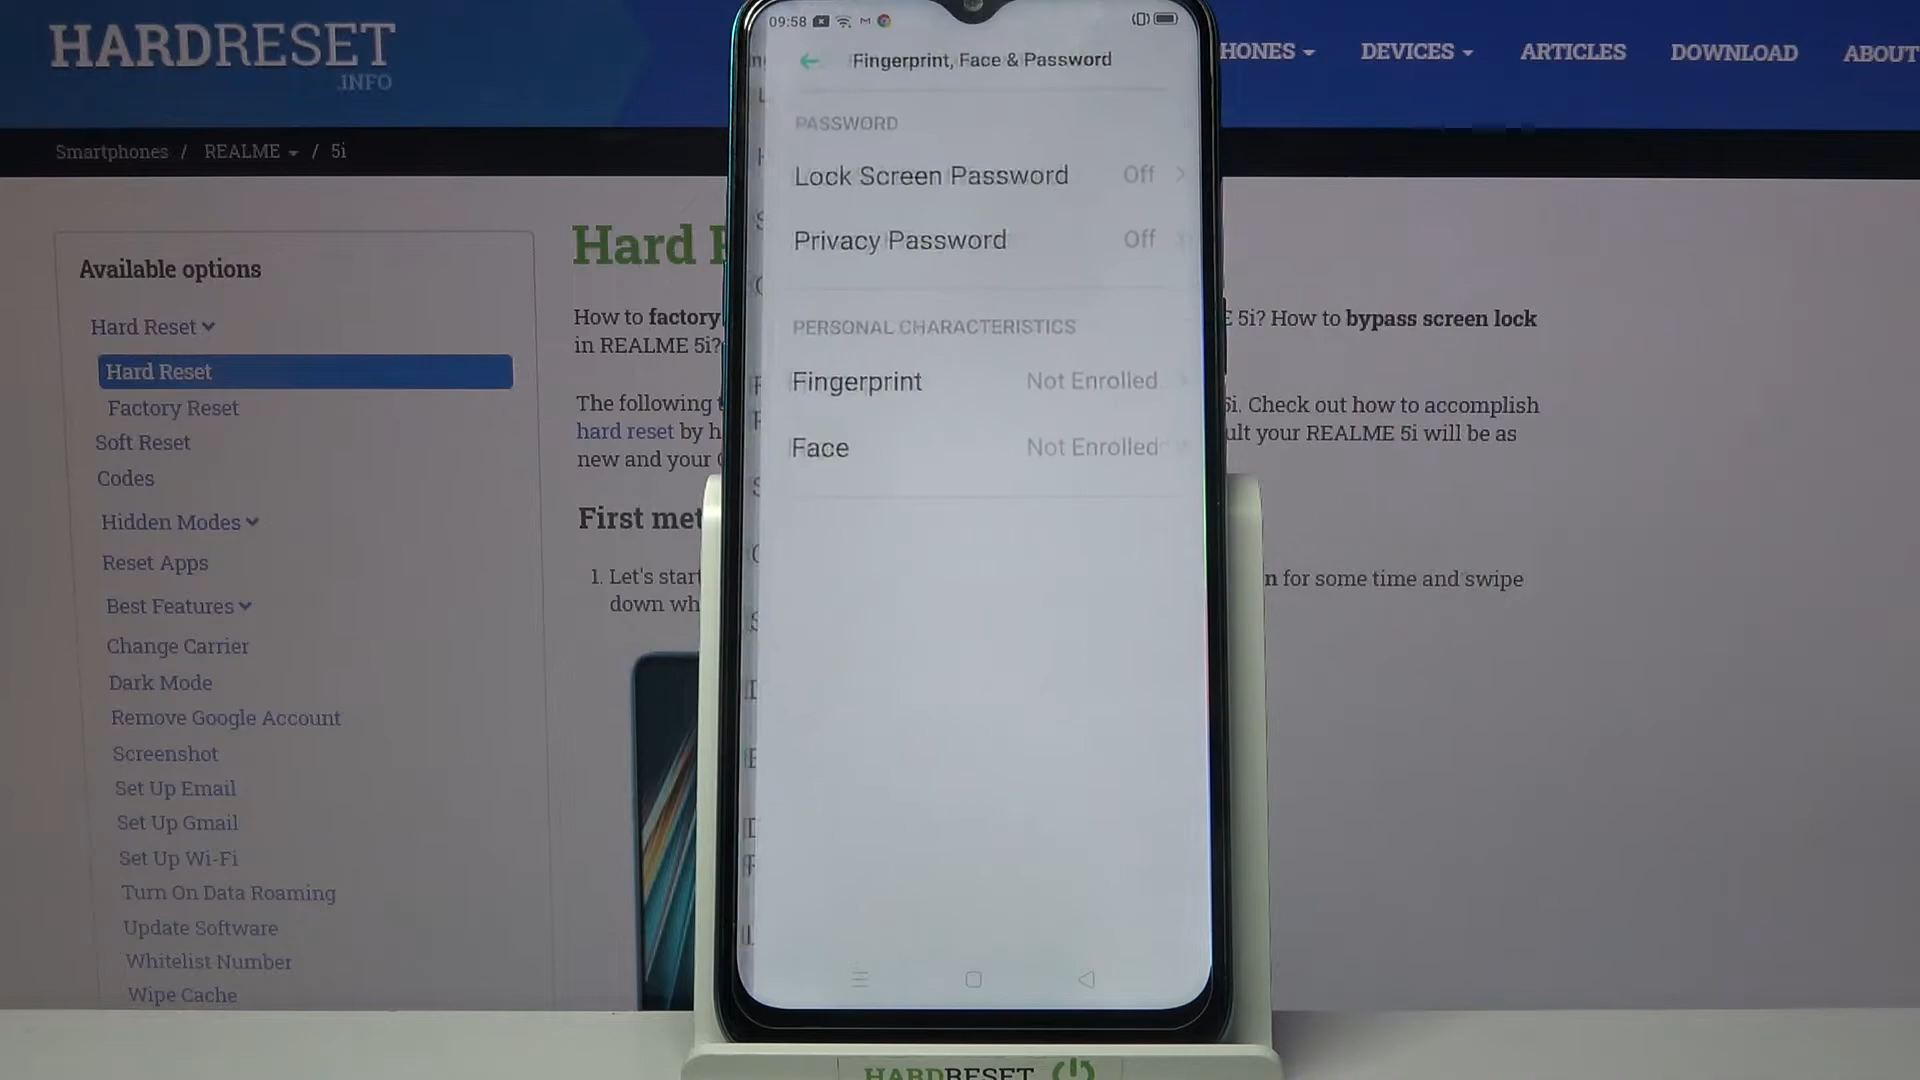 HARDRESET
.INFO
HONES
DEVICES
ARTICLES
DOWNLOAD
ABOUT
Smartphones / REALME / 5i
Available options
Hard Reset
Hard Reset
Factory Reset
Soft Reset
Codes
Hidden Modes
Reset Apps
Best Features
Change Carrier
Dark Mode
Remove Google Account
Screenshot
Set Up Email
Set Up Gmail
Set Up Wi-Fi
Turn On Data Roaming
Update Software
Whitelist Number
Wipe Cache
Hard
How to factory
5i? How to bypass screen lock
in REALME 5i?
The following
5i. Check out how to accomplish
hard reset by
ult your REALME 5i will be as
new and your
First met
1. Let's start
n for some time and swipe
down wh
09:58
Fingerprint, Face & Password
PASSWORD
Lock Screen Password Off
Privacy Password Off
PERSONAL CHARACTERISTICS
Fingerprint Not Enrolled
Face Not Enrolled
HARDRESET